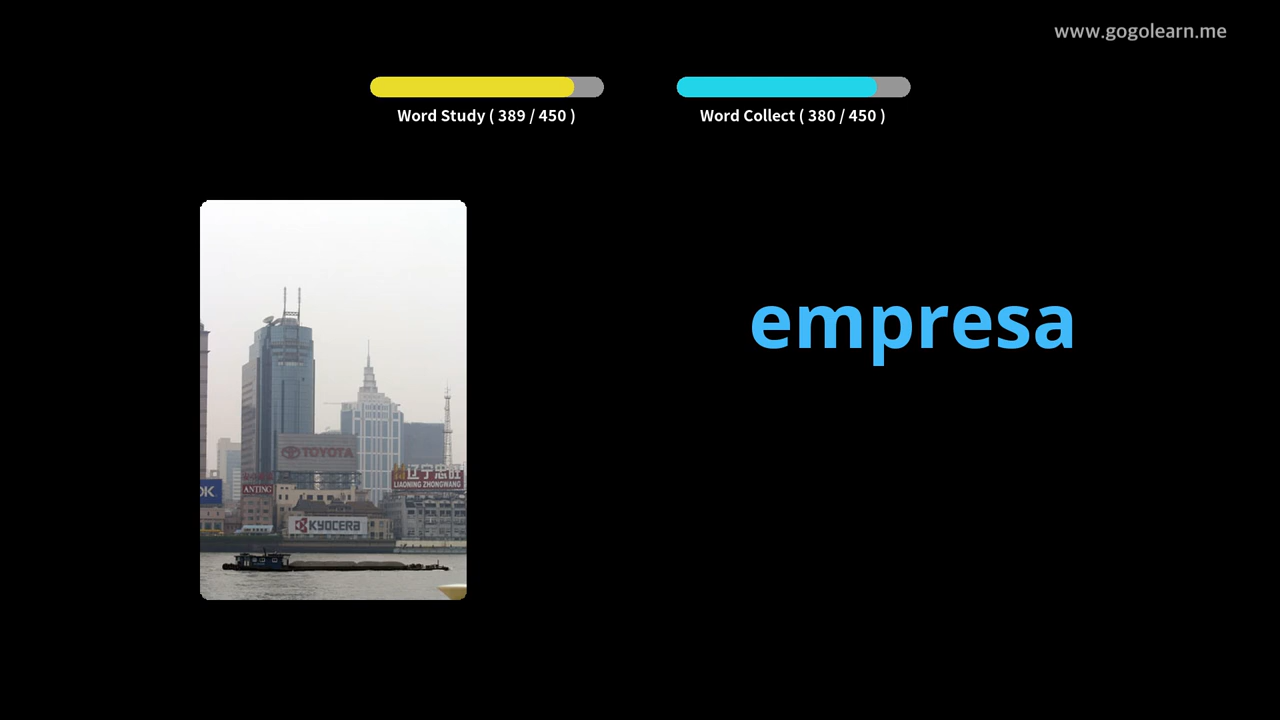 www.gogolearn.me
Word Study ( 389 / 450 )
Word Collect ( 380 / 450 )
empresa
TOYOTA
辽宁忠旺
LIAONING ZHONGWANG
OK
ANTING
KYOCERA